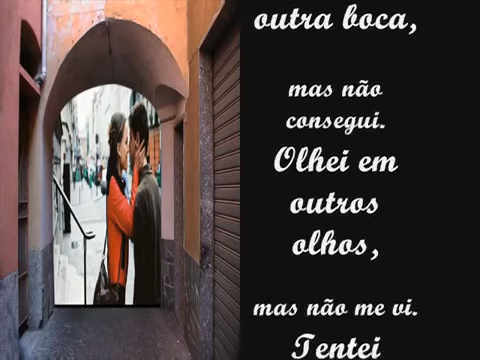 outra boca,
mas não
consegui.
Olhei em
outros
olhos,
mas não me vi.
Tentei